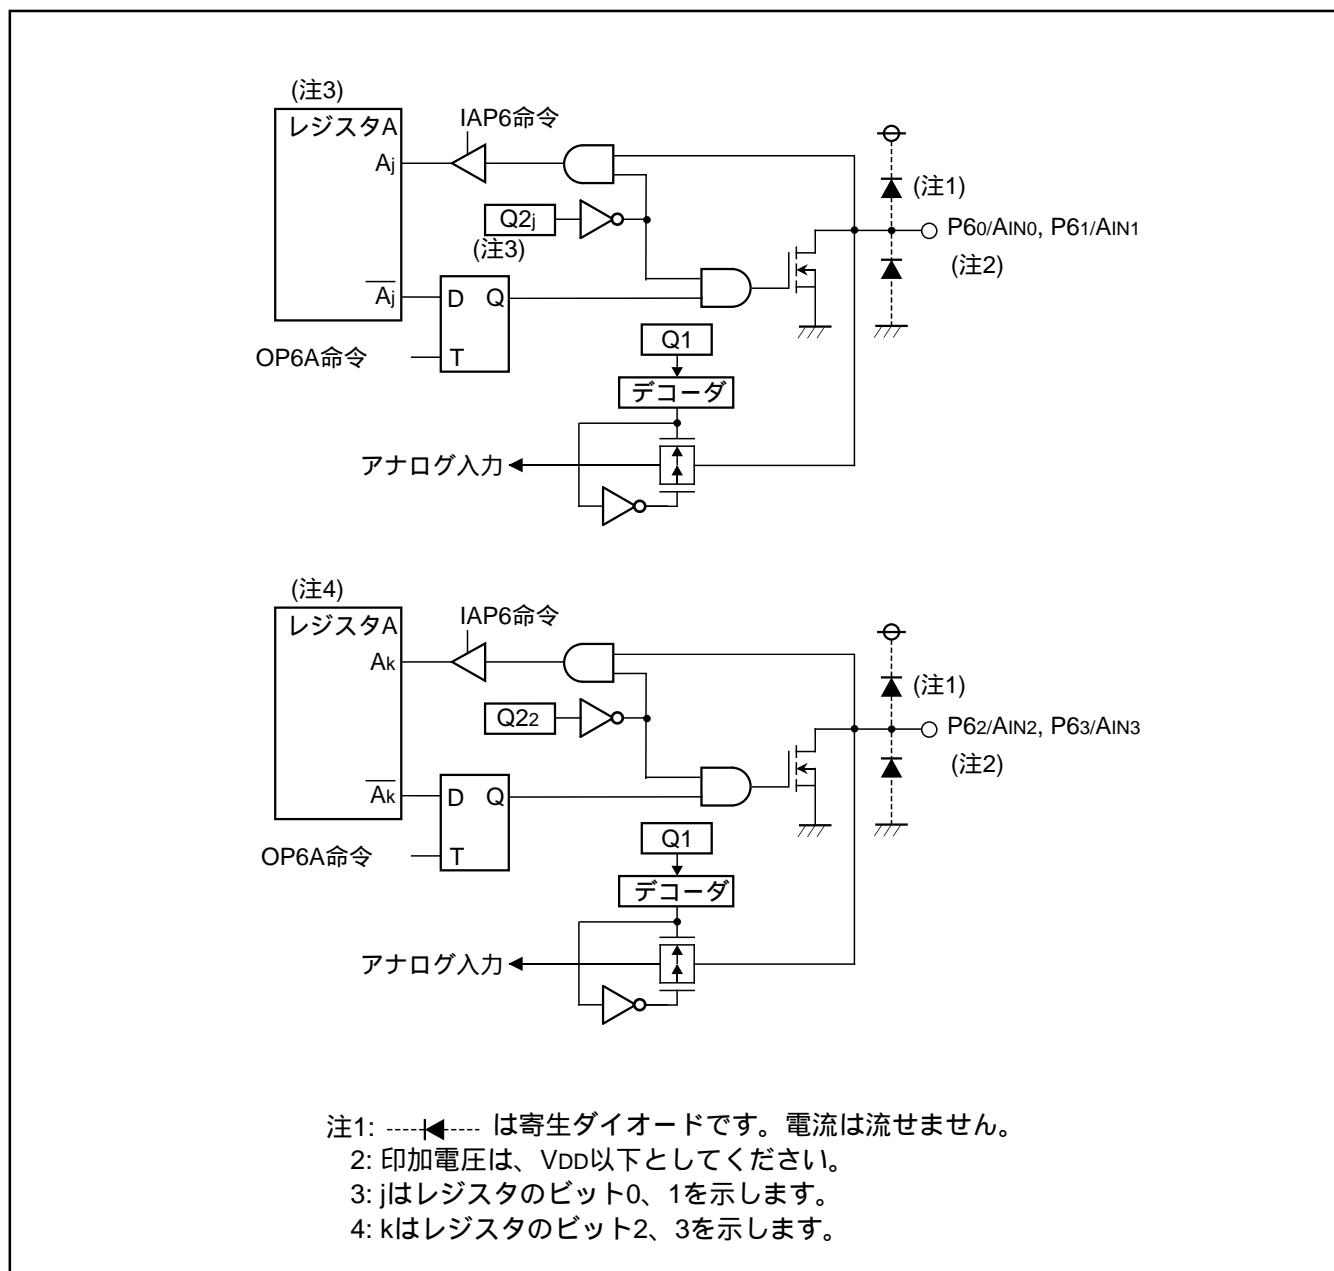 (注3)
レジスタA
IAP6命令
Aj
(注1)
Q2j
P60/AIN0, P61/AIN1
(注3)
(注2)
Aj
D Q
Q1
OP6A命令
T
デコーダ
アナログ入力
(注4)
レジスタA
IAP6命令
Ak
(注1)
Q22
P62/AIN2, P63/AIN3
(注2)
Ak
D Q
Q1
OP6A命令
T
デコーダ
アナログ入力
注1: は寄生ダイオードです。電流は流せません。
2: 印加電圧は、VDD以下としてください。
3: jはレジスタのビット0、1を示します。
4: kはレジスタのビット2、3を示します。